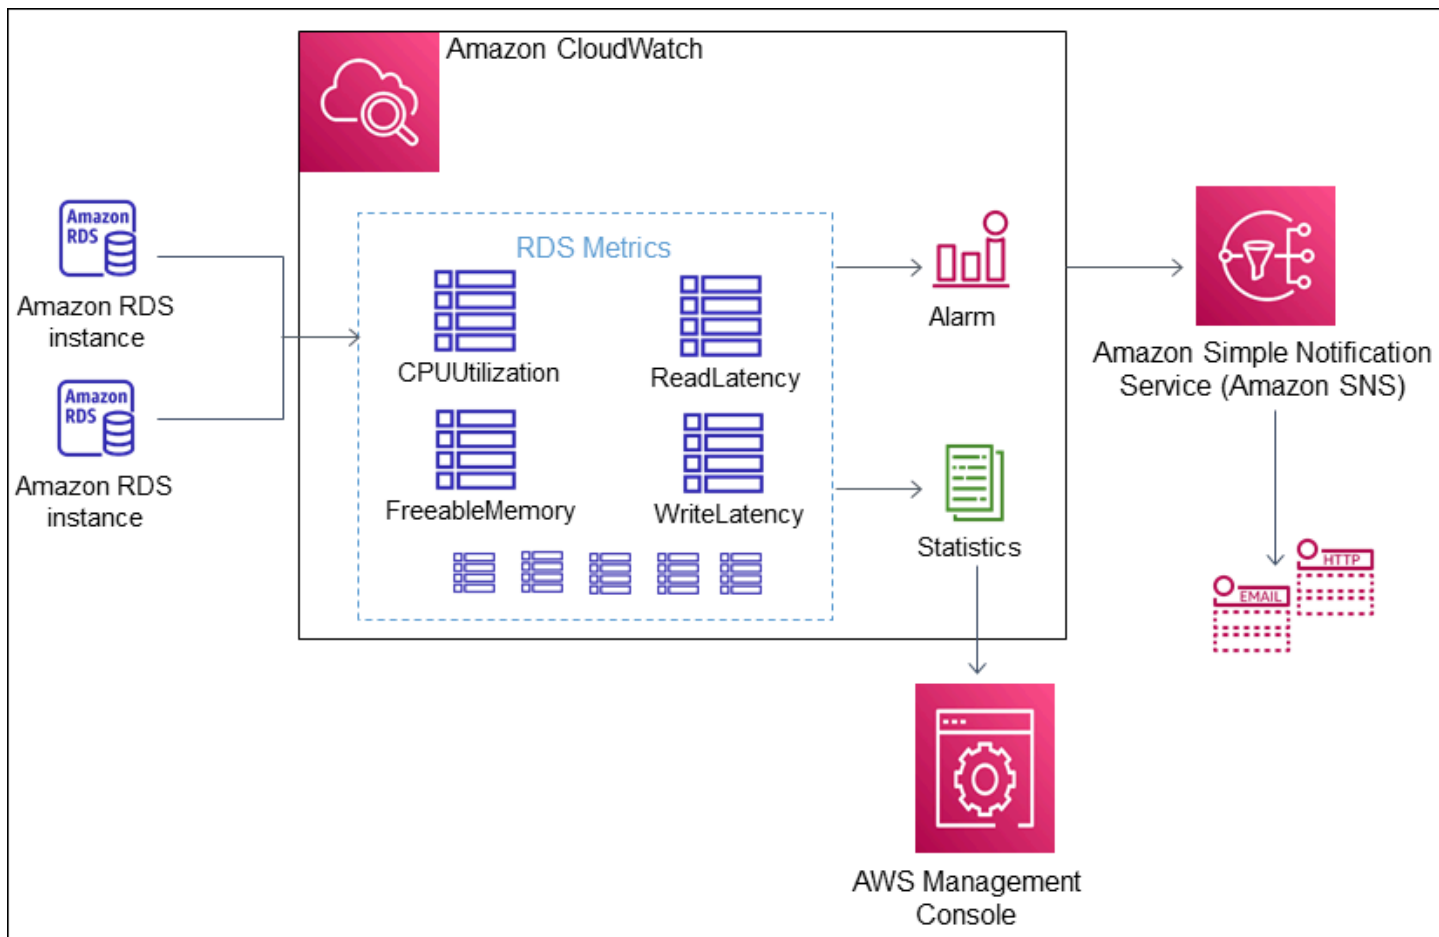 Amazon CloudWatch
Amazon
RDS
Amazon RDS
instance
Amazon
RDS
Amazon RDS
instance
RDS Metrics
CPUUtilization
ReadLatency
FreeableMemory
WriteLatency
Alarm
Statistics
Amazon Simple Notification
Service (Amazon SNS)
HTTP
EMAIL
AWS Management
Console